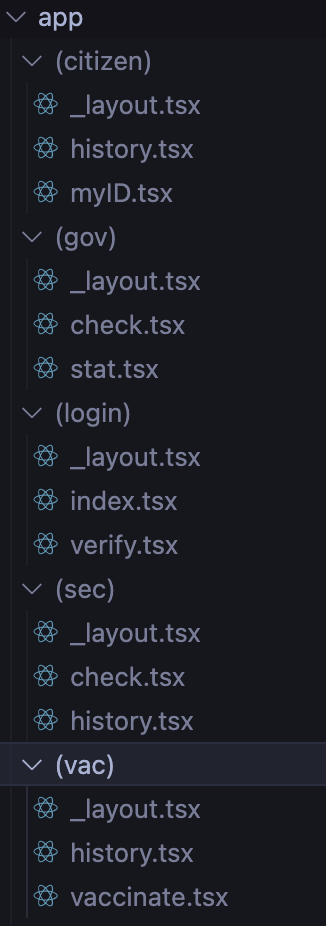 app
(citizen)
_layout.tsx
history.tsx
myID.tsx
(gov)
_layout.tsx
check.tsx
stat.tsx
(login)
_layout.tsx
index.tsx
verify.tsx
(sec)
_layout.tsx
check.tsx
history.tsx
(vac)
_layout.tsx
history.tsx
vaccinate.tsx